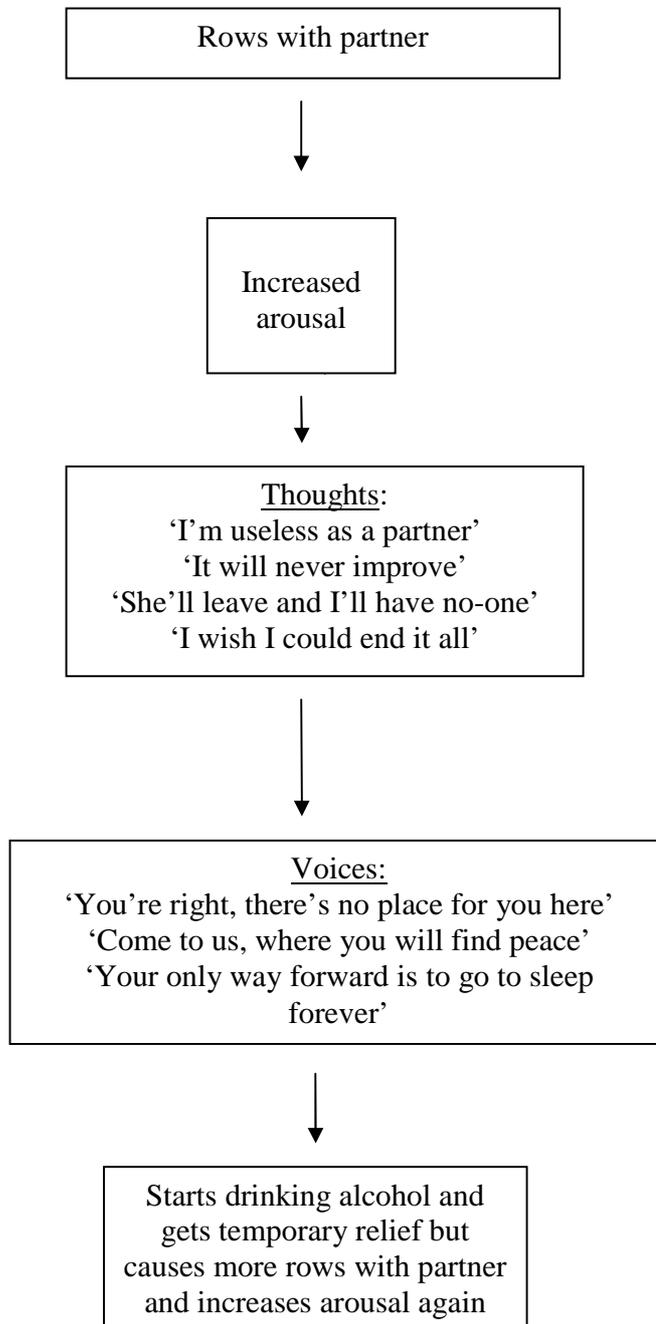 Rows with partner
Increased
arousal
Thoughts:
‘I’m useless as a partner’
‘It will never improve’
‘She’ll leave and I’ll have no-one’
‘I wish I could end it all’
Voices:
‘You’re right, there’s no place for you here’
‘Come to us, where you will find peace’
‘Your only way forward is to go to sleep
forever’
Starts drinking alcohol and
gets temporary relief but
causes more rows with partner
and increases arousal again